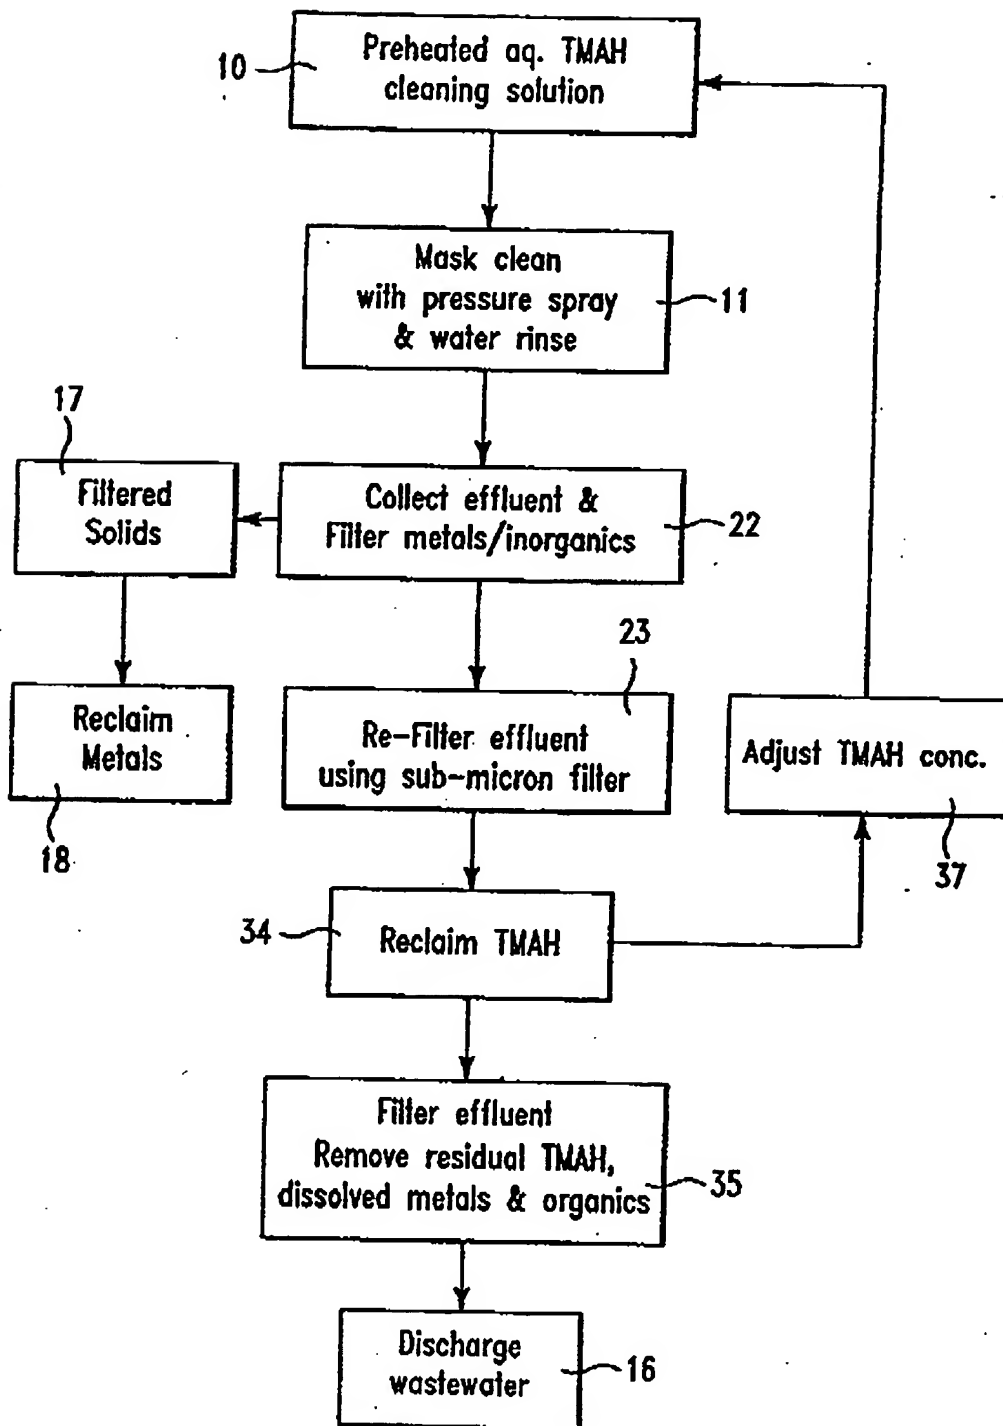 Preheated aq. TMAH
cleaning solution
10
Mask clean
with pressure spray
& water rinse
11
17
Filtered
Solids
Collect effluent &
Filter metals/inorganics
22
23
Reclaim
Metals
18
Re-Filter effluent
using sub-micron filter
Adjust TMAH conc.
37
34
Reclaim TMAH
Filter effluent
Remove residual TMAH,
dissolved metals & organics
35
Discharge
wastewater
16